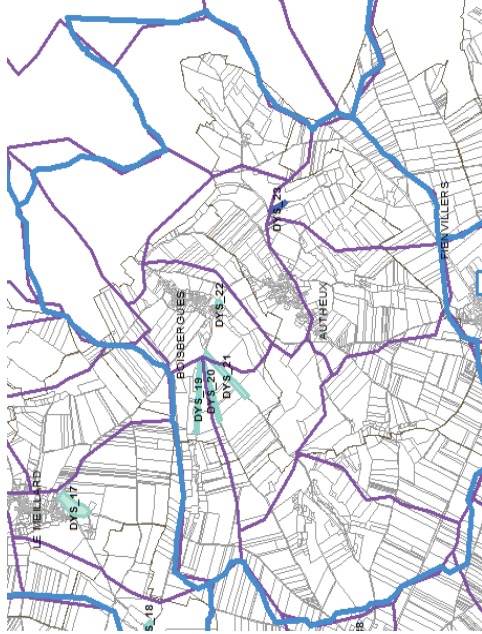 LE MEILLARD
DYS_17
BOISBERGUES
DYS_19
DYS_20
DYS_21
DYS_22
DYS_23
AUTHEUX
FIENVILLERS
S_18